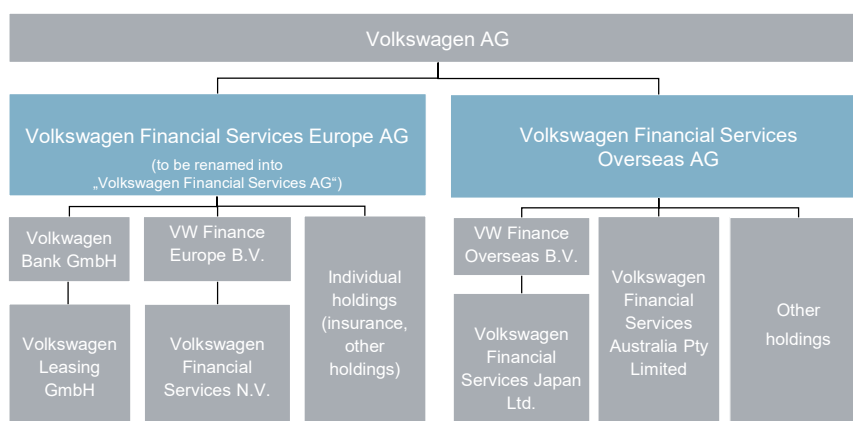 Volkswagen AG
Volkswagen Financial Services Europe AG
(to be renamed into
„Volkswagen Financial Services AG“)
Volkswagen Financial Services
Overseas AG
Volkwagen
Bank GmbH
VW Finance
Europe B.V.
Individual
holdings
(insurance,
other
holdings)
Volkswagen
Leasing
GmbH
Volkswagen
Financial
Services N.V.
VW Finance
Overseas B.V.
Volkswagen
Financial
Services
Australia Pty
Limited
Other
holdings
Volkswagen
Financial
Services Japan
Ltd.